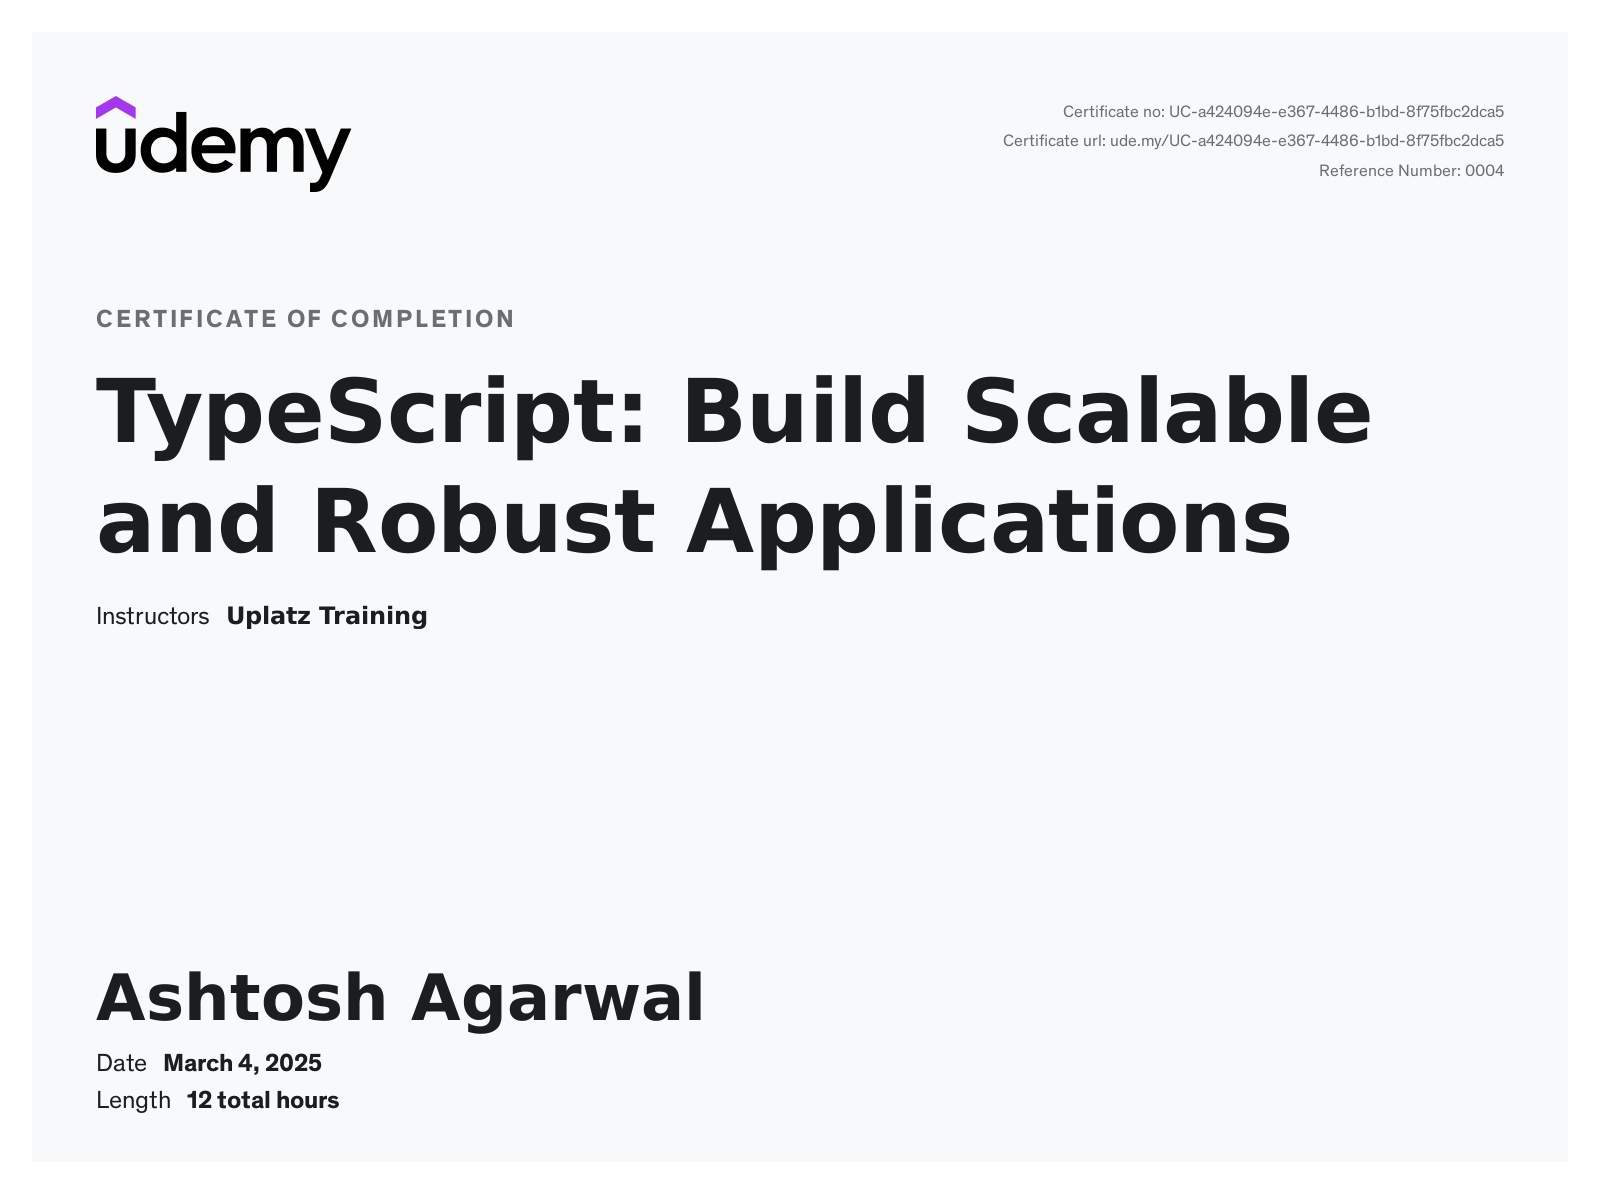 udemy
Certificate no: UC-a424094e-e367-4486-b1bd-8f75fbc2dca5
Certificate url: ude.my/UC-a424094e-e367-4486-b1bd-8f75fbc2dca5
Reference Number: 0004
CERTIFICATE OF COMPLETION
TypeScript: Build Scalable
and Robust Applications
Instructors Uplatz Training
Ashtosh Agarwal
Date March 4, 2025
Length 12 total hours